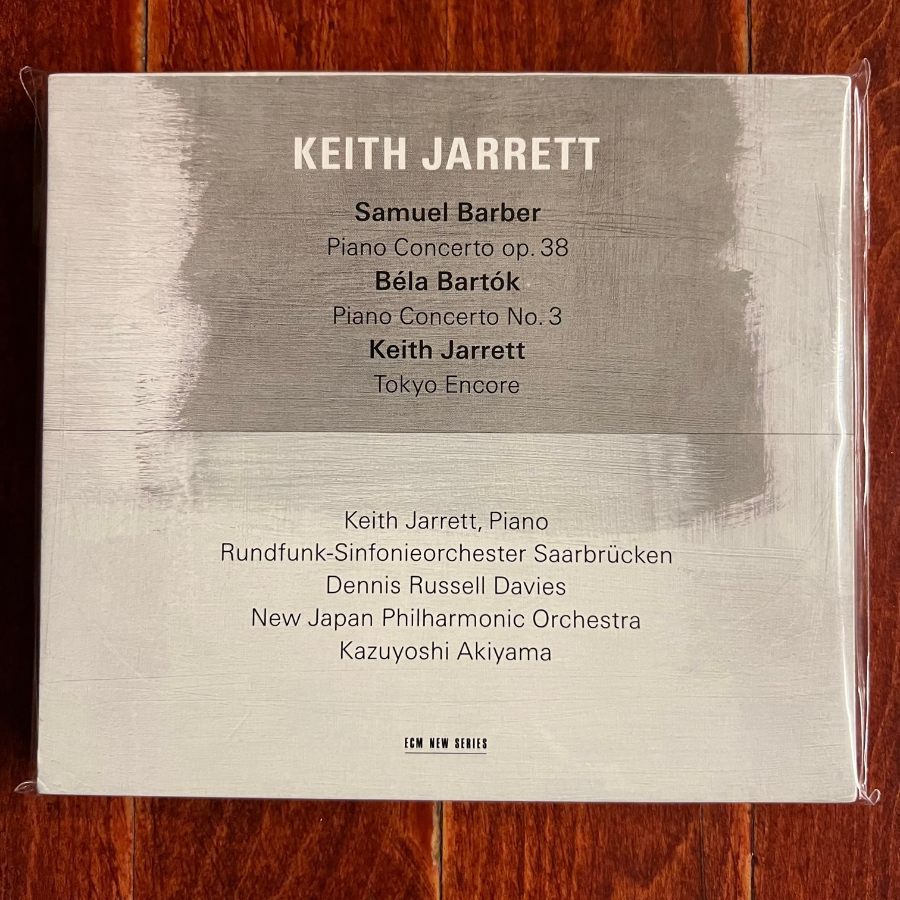 KEITH JARRETT
Samuel Barber
Piano Concerto op. 38
Béla Bartók
Piano Concerto No. 3
Keith Jarrett
Tokyo Encore
Keith Jarrett, Piano
Rundfunk-Sinfonieorchester Saarbrücken
Dennis Russell Davies
New Japan Philharmonic Orchestra
Kazuyoshi Akiyama
ECM NEW SERIES